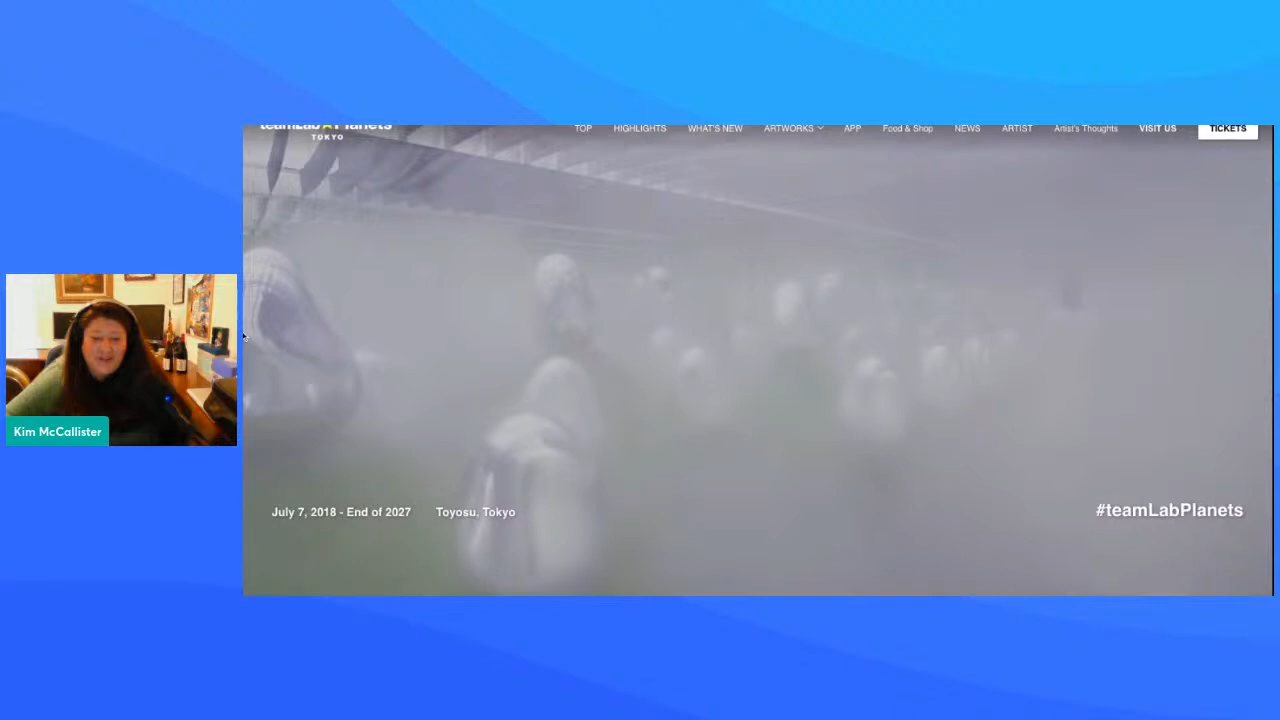 teamLab Planets
TOKYO
TOP HIGHLIGHTS WHAT'S NEW ARTWORKS APP Food & Shop NEWS ARTIST Artist's Thoughts VISIT US TICKETS
Kim McCallister
July 7, 2018 - End of 2027 Toyosu, Tokyo
#teamLabPlanets